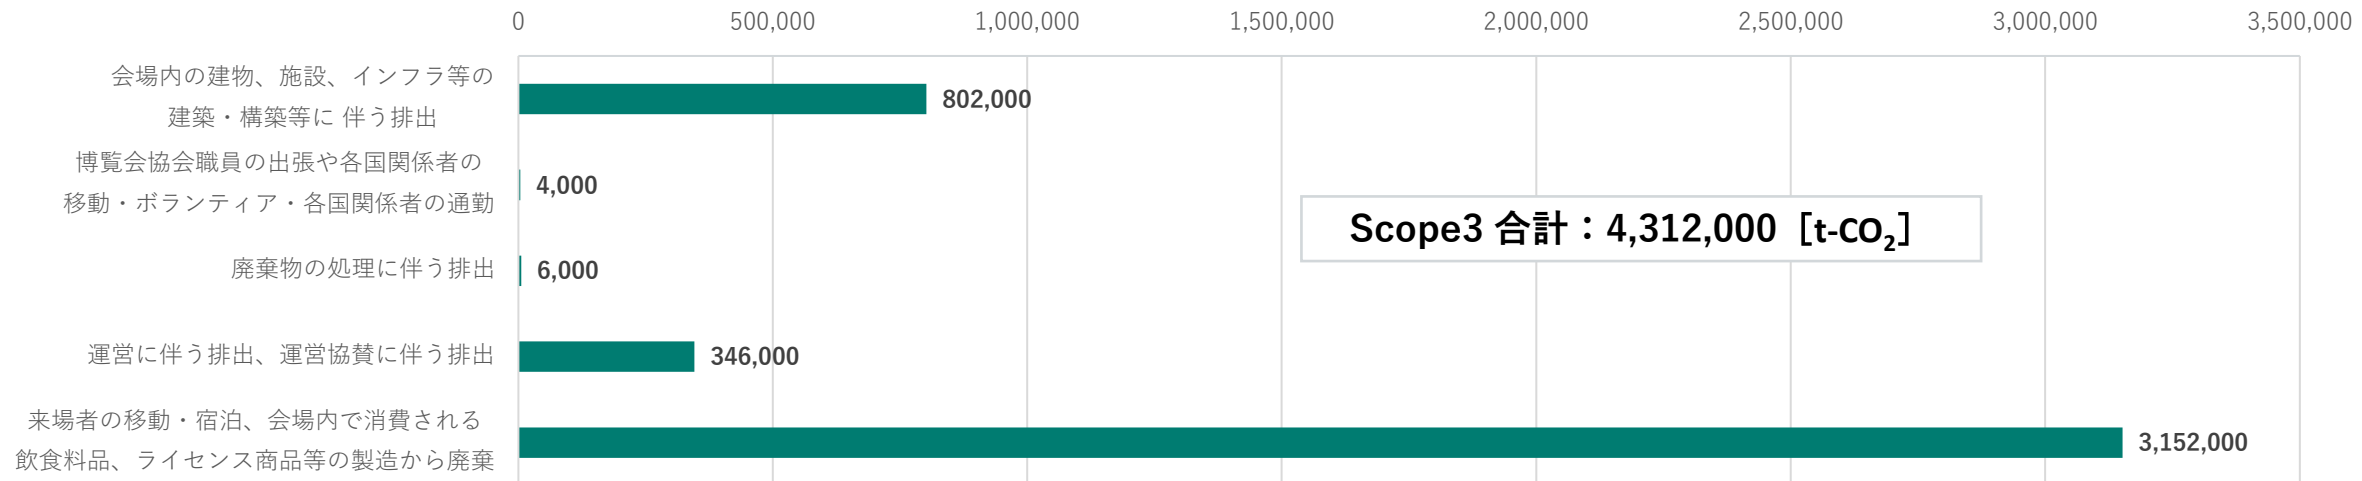 0 500,000 1,000,000 1,500,000 2,000,000 2,500,000 3,000,000 3,500,000
会場内の建物、施設、インフラ等の
建築・構築等に 伴う排出
802,000
博覧会協会職員の出張や各国関係者の
移動・ボランティア・各国関係者の通勤
4,000
Scope3 合計：4,312,000［t-CO₂］
廃棄物の処理に伴う排出
6,000
運営に伴う排出、運営協賛に伴う排出
346,000
来場者の移動・宿泊、会場内で消費される
飲食料品、ライセンス商品等の製造から廃棄
3,152,000